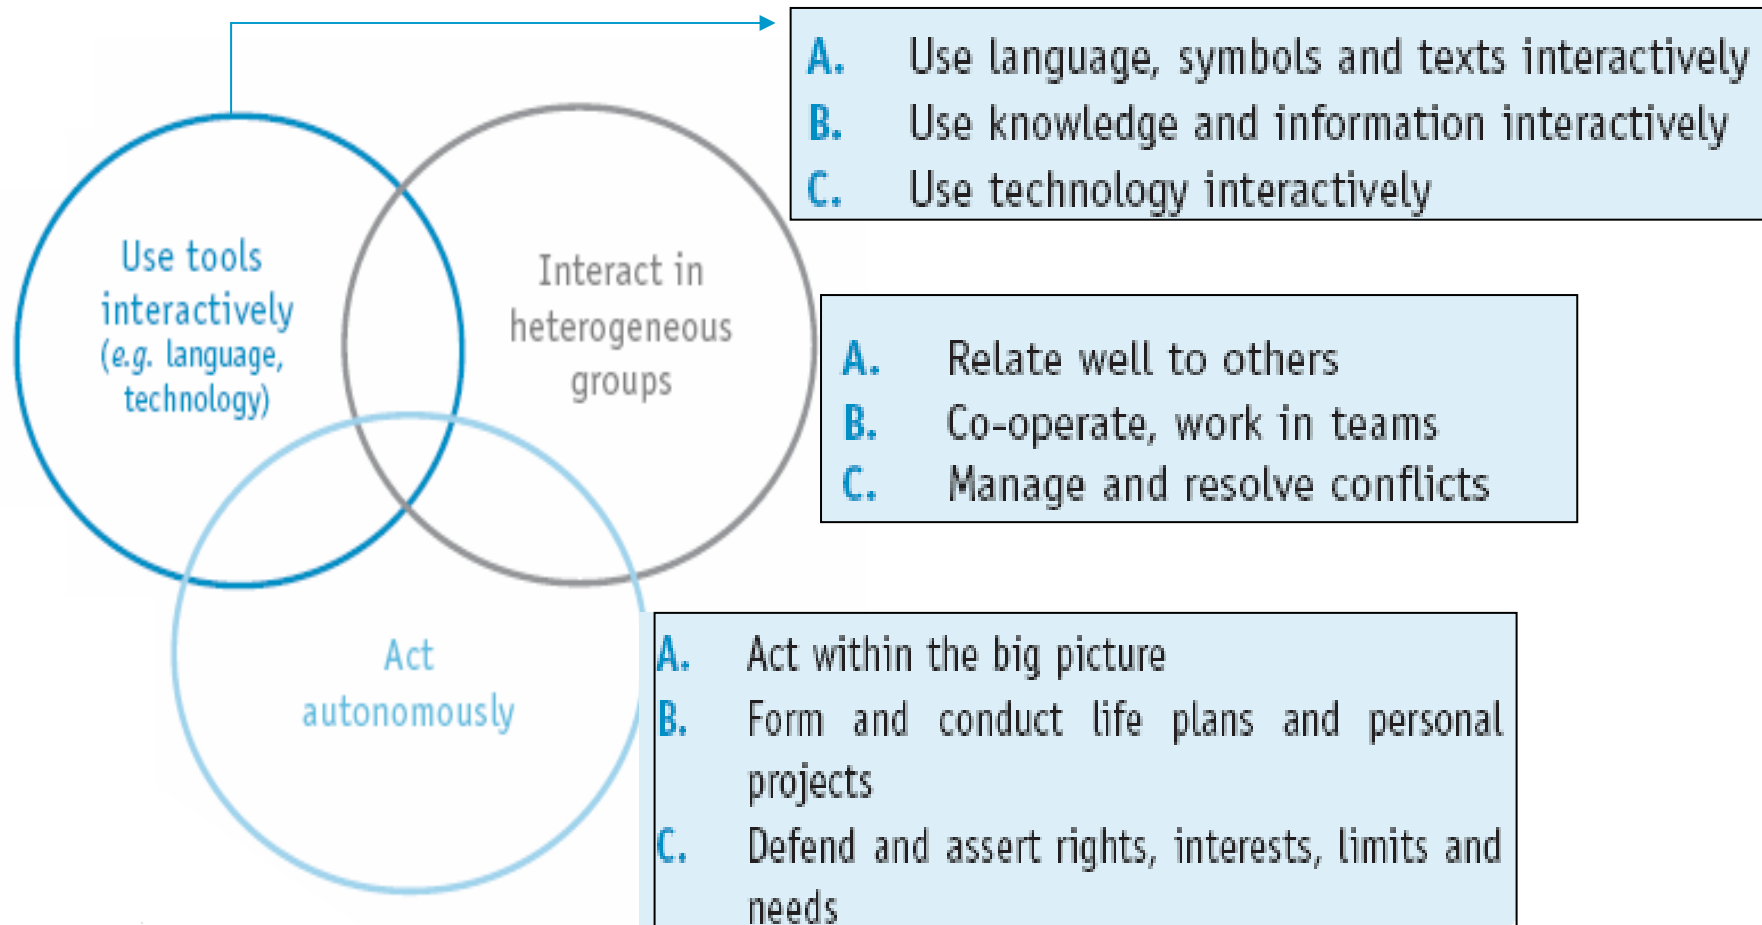 Use tools
interactively
(e.g. language,
technology)
Interact in
heterogeneous
groups
Act
autonomously
A. Use language, symbols and texts interactively
B. Use knowledge and information interactively
C. Use technology interactively
A. Relate well to others
B. Co-operate, work in teams
C. Manage and resolve conflicts
A. Act within the big picture
B. Form and conduct life plans and personal
projects
C. Defend and assert rights, interests, limits and
needs